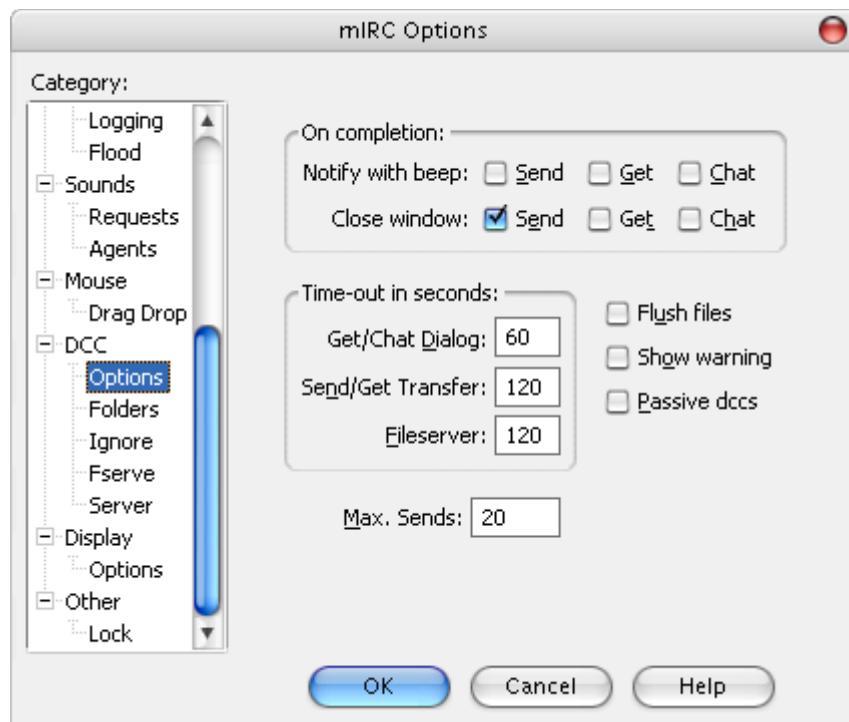 mIRC Options
Category:
Logging
Flood
Sounds
Requests
Agents
Mouse
Drag Drop
DCC
Options
Folders
Ignore
Fserve
Server
Display
Options
Other
Lock
On completion:
Notify with beep: Send Get Chat
Close window: Send Get Chat
Time-out in seconds:
Get/Chat Dialog: 60
Send/Get Transfer: 120
Fileserver: 120
Flush files
Show warning
Passive dccs
Max. Sends: 20
OK Cancel Help